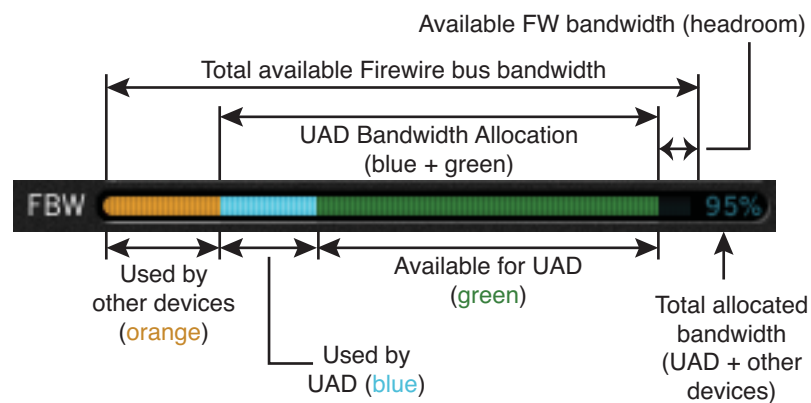 Available FW bandwidth (headroom)
Total available Firewire bus bandwidth
UAD Bandwidth Allocation
(blue + green)
FBW
95%
Used by
other devices
(orange)
Available for UAD
(green)
Total allocated
bandwidth
(UAD + other
devices)
Used by
UAD (blue)